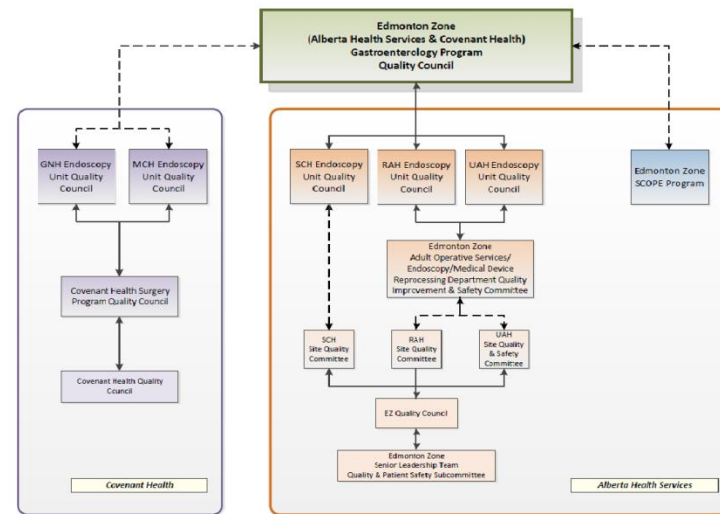 Edmonton Zone
(Alberta Health Services & Covenant Health)
Gastroenterology Program
Quality Council
GNH Endoscopy
Unit Quality
Council
MCH Endoscopy
Unit Quality
Council
SCH Endoscopy
Unit Quality
Council
RAH Endoscopy
Unit Quality
Council
UAH Endoscopy
Unit Quality
Council
Edmonton Zone
SCOPE Program
Edmonton Zone
Adult Operative Services/
Endoscopy/Medical Device
Reprocessing Department Quality
Improvement & Safety Committee
Covenant Health Surgery
Program Quality Council
SCH
Site Quality
Committee
RAH
Site Quality
Committee
UAH
Site Quality
& Safety
Committee
Covenant Health Quality
Council
EZ Quality Council
Edmonton Zone
Senior Leadership Team
Quality & Patient Safety Subcommittee
Covenant Health
Alberta Health Services